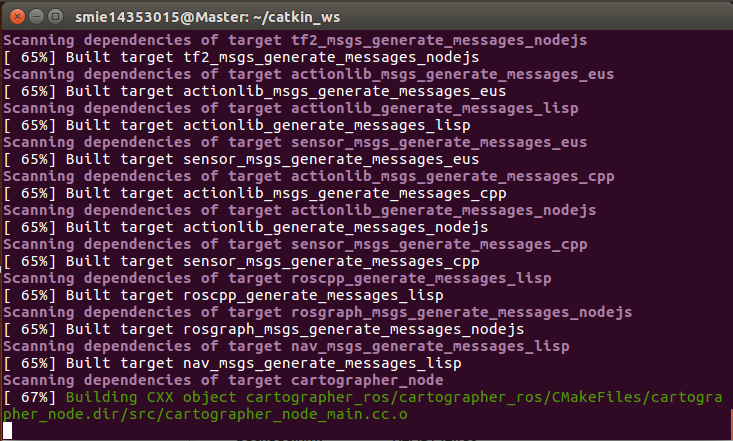 smie14353015@Master: ~/catkin_ws
Scanning dependencies of target tf2_msgs_generate_messages_nodejs
[ 65%] Built target tf2_msgs_generate_messages_nodejs
Scanning dependencies of target actionlib_msgs_generate_messages_eus
[ 65%] Built target actionlib_msgs_generate_messages_eus
Scanning dependencies of target actionlib_generate_messages_lisp
[ 65%] Built target actionlib_generate_messages_lisp
Scanning dependencies of target sensor_msgs_generate_messages_eus
[ 65%] Built target sensor_msgs_generate_messages_eus
Scanning dependencies of target actionlib_msgs_generate_messages_cpp
[ 65%] Built target actionlib_msgs_generate_messages_cpp
Scanning dependencies of target actionlib_generate_messages_nodejs
[ 65%] Built target actionlib_generate_messages_nodejs
Scanning dependencies of target sensor_msgs_generate_messages_cpp
[ 65%] Built target sensor_msgs_generate_messages_cpp
Scanning dependencies of target roscpp_generate_messages_lisp
[ 65%] Built target roscpp_generate_messages_lisp
Scanning dependencies of target rosgraph_msgs_generate_messages_nodejs
[ 65%] Built target rosgraph_msgs_generate_messages_nodejs
Scanning dependencies of target nav_msgs_generate_messages_lisp
[ 65%] Built target nav_msgs_generate_messages_lisp
Scanning dependencies of target cartographer_node
[ 67%] Building CXX object cartographer_ros/cartographer_ros/CMakeFiles/cartogra
pher_node.dir/src/cartographer_node_main.cc.o